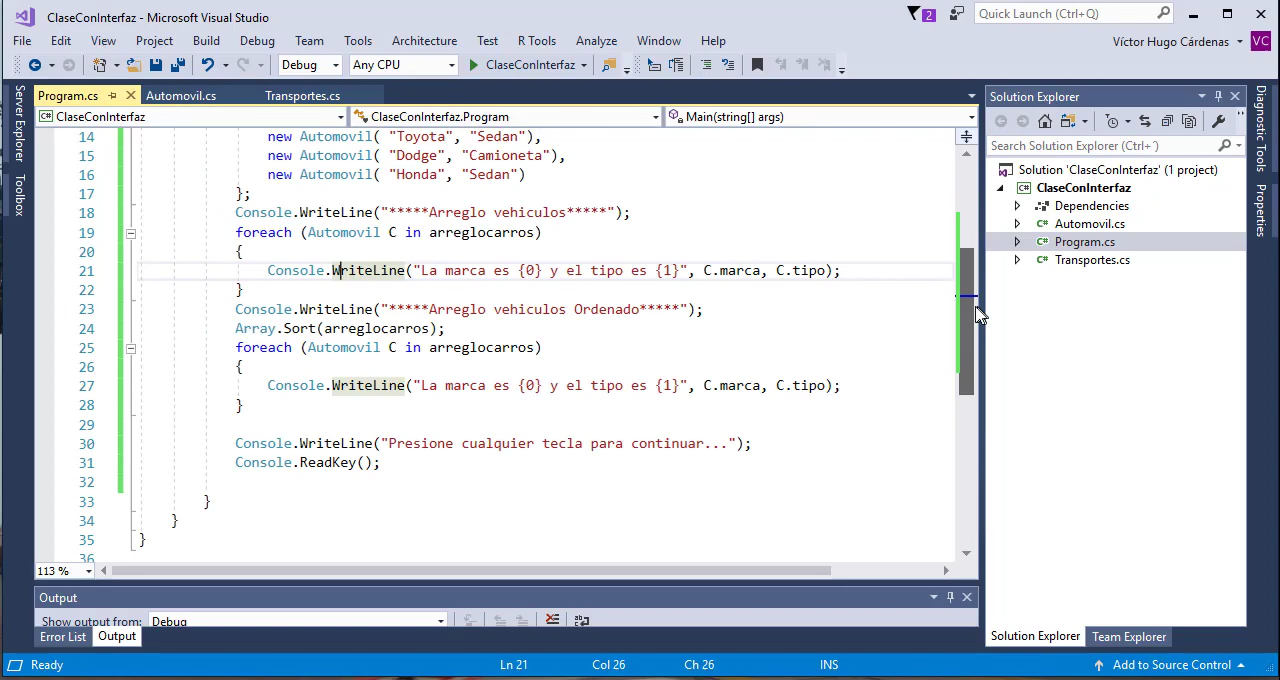 ClaseConInterfaz - Microsoft Visual Studio
2
Quick Launch (Ctrl+Q)
File Edit View Project Build Debug Team Tools Architecture Test R Tools Analyze Window Help
Víctor Hugo Cárdenas VC
Debug Any CPU ClaseConInterfaz
Server Explorer
Toolbox
Program.cs Automovil.cs Transportes.cs
C# ClaseConInterfaz ClaseConInterfaz.Program Main(string[] args)
14 new Automovil( "Toyota", "Sedan"),
15 new Automovil( "Dodge", "Camioneta"),
16 new Automovil( "Honda", "Sedan")
17 };
18 Console.WriteLine("*****Arreglo vehiculos*****");
19 foreach (Automovil C in arreglocarros)
20 {
21 Console.WriteLine("La marca es {0} y el tipo es {1}", C.marca, C.tipo);
22 }
23 Console.WriteLine("*****Arreglo vehiculos Ordenado*****");
24 Array.Sort(arreglocarros);
25 foreach (Automovil C in arreglocarros)
26 {
27 Console.WriteLine("La marca es {0} y el tipo es {1}", C.marca, C.tipo);
28 }
29
30 Console.WriteLine("Presione cualquier tecla para continuar...");
31 Console.ReadKey();
32
33 }
34 }
35 }
36
113 %
Output
Show output from: Debug
Error List Output
Solution Explorer
Search Solution Explorer (Ctrl+´)
Solution 'ClaseConInterfaz' (1 project)
C# ClaseConInterfaz
Dependencies
C# Automovil.cs
C# Program.cs
C# Transportes.cs
Solution Explorer Team Explorer
Diagnostic Tools
Properties
Ready Ln 21 Col 26 Ch 26 INS Add to Source Control